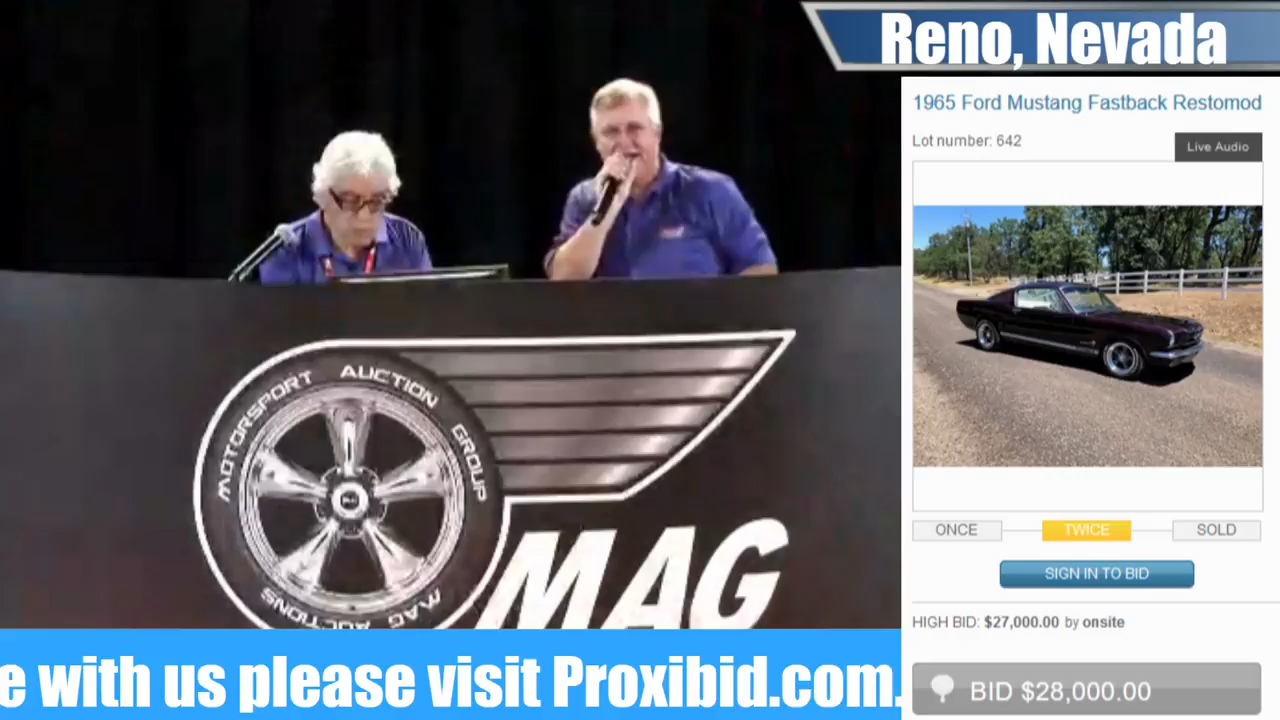 Reno, Nevada
1965 Ford Mustang Fastback Restomod
Lot number: 642
Live Audio
MOTORSPORT AUCTION GROUP
MAG AUCTIONS
MAG
ONCE
TWICE
SOLD
SIGN IN TO BID
HIGH BID: $27,000.00 by onsite
BID $28,000.00
e with us please visit Proxibid.com.